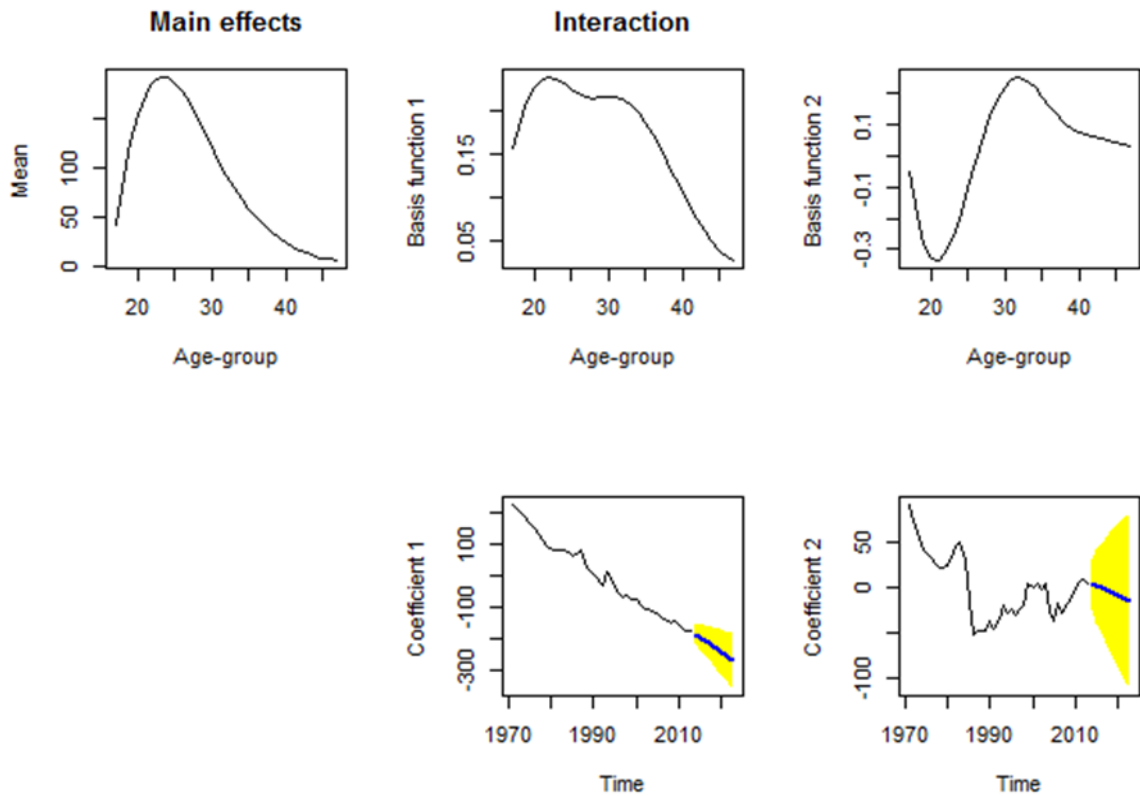 Main effects
Interaction
Mean
0
50
100
20
30
40
Age-group
Basis function 1
0.05
0.15
20
30
40
Age-group
Basis function 2
-0.3
-0.1
0.1
20
30
40
Age-group
Coefficient 1
-300
-100
100
1970
1990
2010
Time
Coefficient 2
-100
0
50
1970
1990
2010
Time